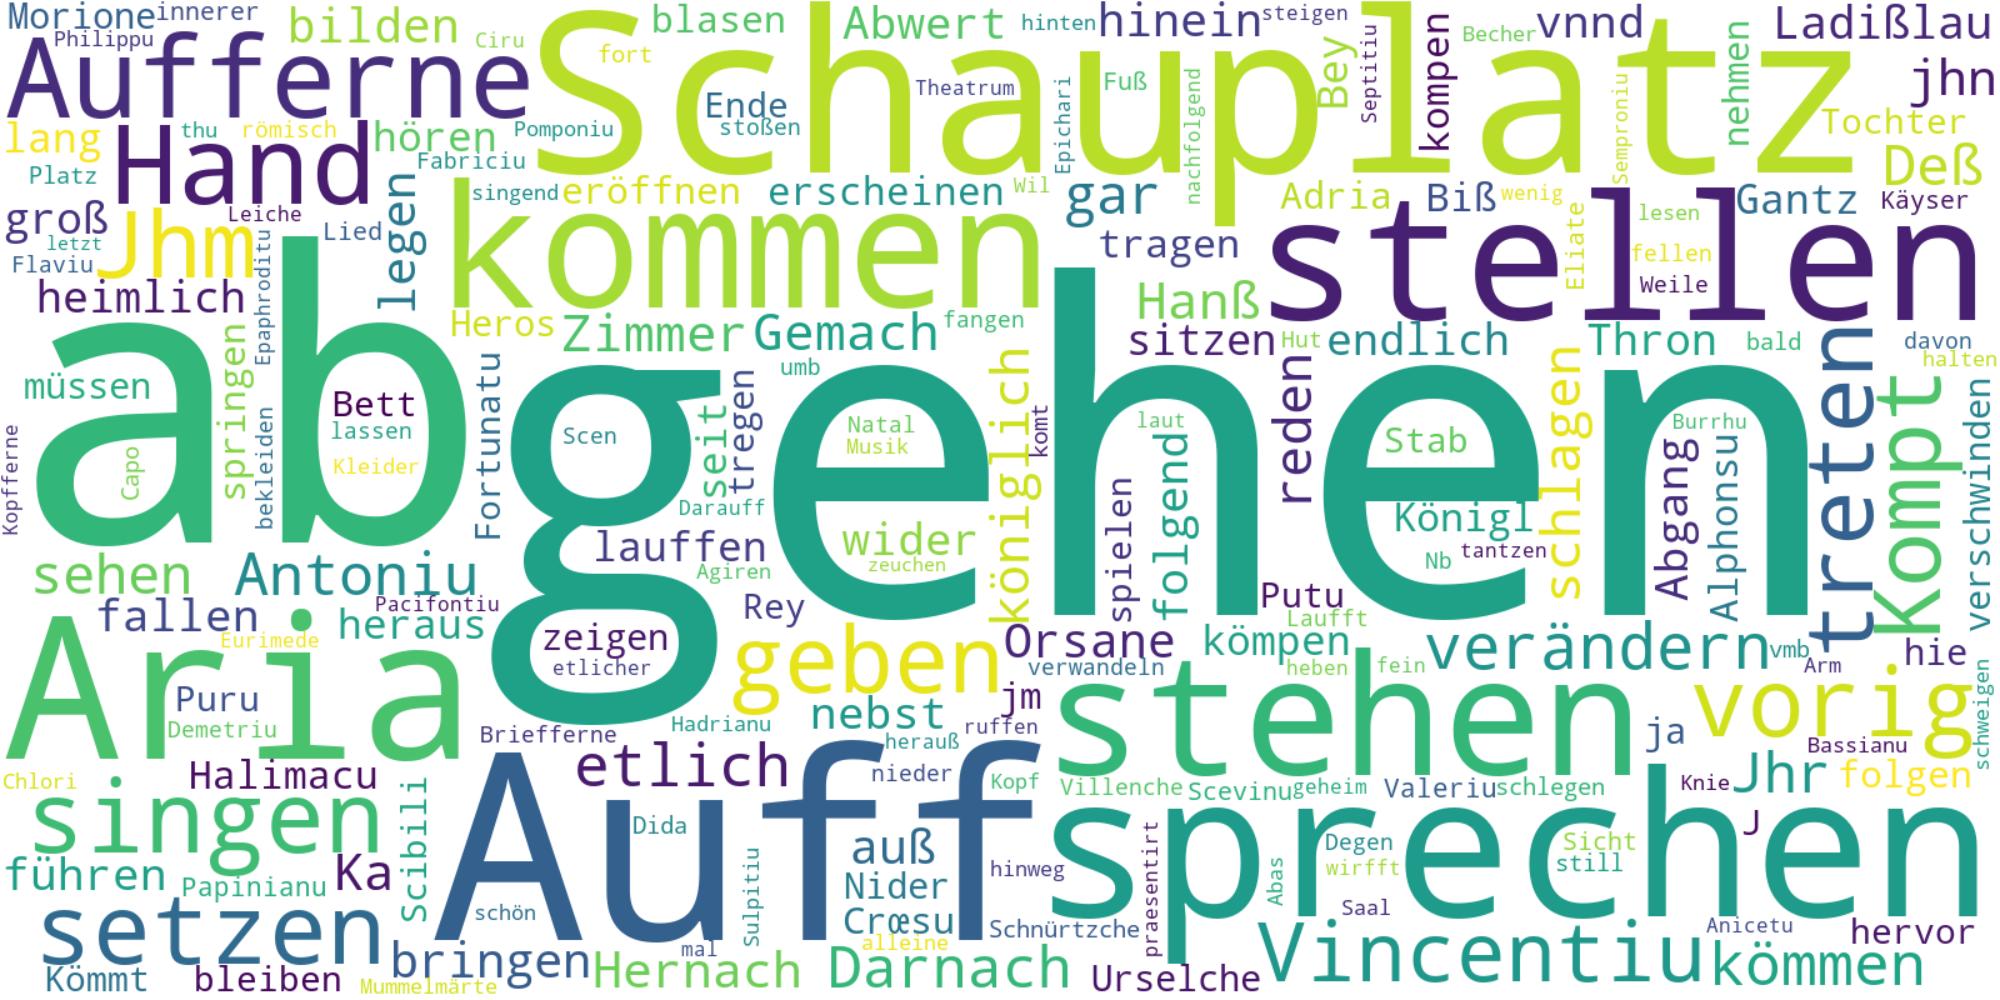 Morione
innerer
Philippu
bilden
Ciru
Aufferne
Schauplatz
fort
blasen
Abwert
hinten
hinein
steigen
Theatrum
Ende
stoßen
Epichari
Fuß
nachfolgend
Bey
Septitiu
kompen
Becher
vnnd
Semproniu
nehmen
Ladißlau
jhn
Tochter
Deß
lang
thu
römisch
hören
Pomponiu
Fabriciu
Platz
Hand
singend
eröffnen
erscheinen
Wil
gar
Adria
Biß
wenig
Gantz
Käyser
groß
Leiche
letzt
Jhm
Lied
legen
kommen
tragen
stellen
Eliate
lesen
fellen
Weile
Flaviu
Epaphroditu
heimlich
Heros
Zimmer
Gemach
fangen
Hanß
sitzen
Hut
endlich
Thron
bald
davon
halten
müssen
springen
abgehen
Bett
lassen
Kleider
Capo
bekleiden
Kopfferne
Fortunatu
Scen
seit
tregen
umb
Darauff
Natal
Musik
königlich
komt
laut
folgend
spielen
reden
Stab
Königl
Nb
tantzen
schlagen
Burrhu
Abgang
Alphonsu
treten
Kompt
verschwinden
wider
zeuchen
lauffen
Agiren
sehen
Antoniu
Pacifontiu
fallen
Eurimede
heraus
zeigen
etlicher
Rey
geben
Orsane
verwandeln
Putu
Laufft
kömpen
heben
fein
verändern
vmb
Arm
hie
Aria
Puru
Demetriu
Briefferne
Hadrianu
nebst
jm
ruffen
herauß
stehen
ja
vorig
Bassianu
schweigen
Chlori
Halimacu
singen
Scibili
etlich
Auff
nieder
Kopf
Villenche
Scevinu
geheim
Valeriu
schlegen
Knie
Jhr
folgen
J
führen
Papinianu
Ka
Dida
Sulpitiu
auß
Nider
Crœsu
hinweg
praesentirt
sprechen
Abas
Degen
wirfft
Sicht
still
setzen
schön
alleine
Schnürtzche
Saal
Anicetu
hervor
Kömmt
bleiben
Mummelmärte
bringen
mal
Hernach
Darnach
Urselche
Vincentiu
kömmen